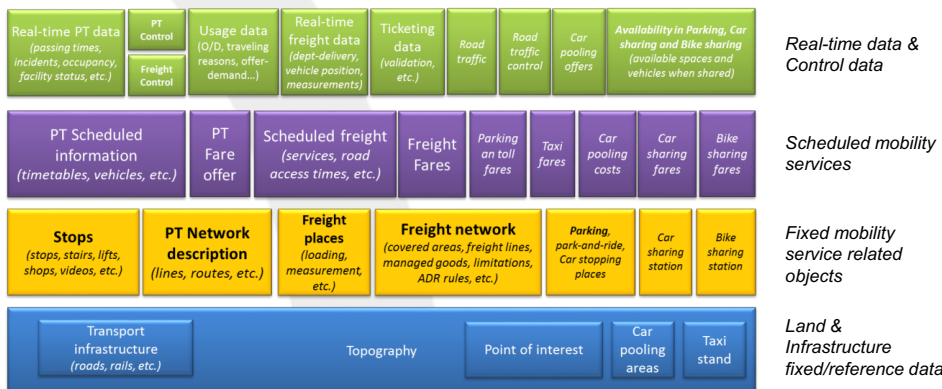 Real-time PT data
(passing times,
incidents, occupancy,
facility status, etc.)
PT
Control
Freight
Control
Usage data
(O/D, traveling
reasons, offer-
demand...)
Real-time
freight data
(dept-delivery,
vehicle position,
measurements)
Ticketing
data
(validation,
etc.)
Road
traffic
Road
traffic
control
Car
pooling
offers
Availability in Parking, Car
sharing and Bike sharing
(available spaces and
vehicles when shared)
Real-time data &
Control data
PT Scheduled
information
(timetables, vehicles, etc.)
PT
Fare
offer
Scheduled freight
(services, road
access times, etc.)
Freight
Fares
Parking
an toll
fares
Taxi
fares
Car
pooling
costs
Car
sharing
fares
Bike
sharing
fares
Scheduled mobility
services
Stops
(stops, stairs, lifts,
shops, videos, etc.)
PT Network
description
(lines, routes, etc.)
Freight
places
(loading,
measurement,
etc.)
Freight network
(covered areas, freight lines,
managed goods, limitations,
ADR rules, etc.)
Parking,
park-and-ride,
Car stopping
places
Car
sharing
station
Bike
sharing
station
Fixed mobility
service related
objects
Transport
infrastructure
(roads, rails, etc.)
Topography
Point of interest
Car
pooling
areas
Taxi
stand
Land &
Infrastructure
fixed/reference data